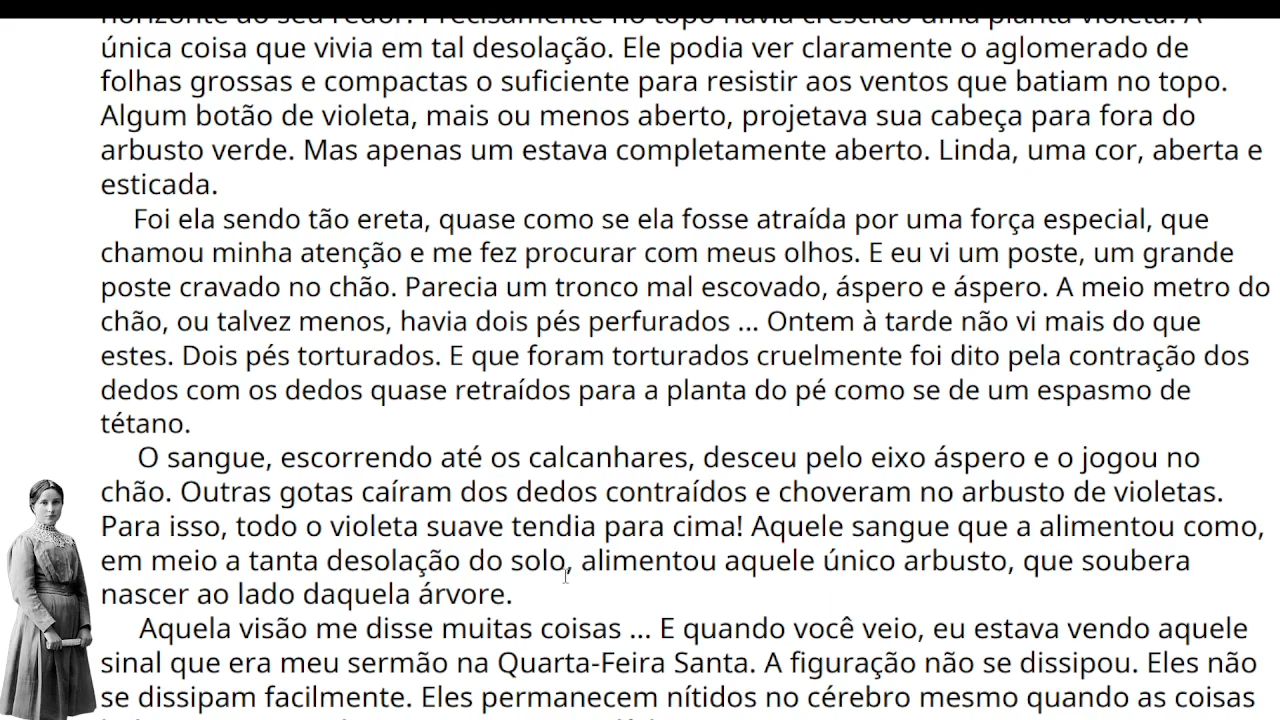 horizonte ao seu redor. Precisamente no topo havia crescido uma planta violeta. A
única coisa que vivia em tal desolação. Ele podia ver claramente o aglomerado de
folhas grossas e compactas o suficiente para resistir aos ventos que batiam no topo.
Algum botão de violeta, mais ou menos aberto, projetava sua cabeça para fora do
arbusto verde. Mas apenas um estava completamente aberto. Linda, uma cor, aberta e
esticada.
Foi ela sendo tão ereta, quase como se ela fosse atraída por uma força especial, que
chamou minha atenção e me fez procurar com meus olhos. E eu vi um poste, um grande
poste cravado no chão. Parecia um tronco mal escovado, áspero e áspero. A meio metro do
chão, ou talvez menos, havia dois pés perfurados ... Ontem à tarde não vi mais do que
estes. Dois pés torturados. E que foram torturados cruelmente foi dito pela contração dos
dedos com os dedos quase retraídos para a planta do pé como se de um espasmo de
tétano.
O sangue, escorrendo até os calcanhares, desceu pelo eixo áspero e o jogou no
chão. Outras gotas caíram dos dedos contraídos e choveram no arbusto de violetas.
Para isso, todo o violeta suave tendia para cima! Aquele sangue que a alimentou como,
em meio a tanta desolação do solo, alimentou aquele único arbusto, que soubera
nascer ao lado daquela árvore.
Aquela visão me disse muitas coisas ... E quando você veio, eu estava vendo aquele
sinal que era meu sermão na Quarta-Feira Santa. A figuração não se dissipou. Eles não
se dissipam facilmente. Eles permanecem nítidos no cérebro mesmo quando as coisas